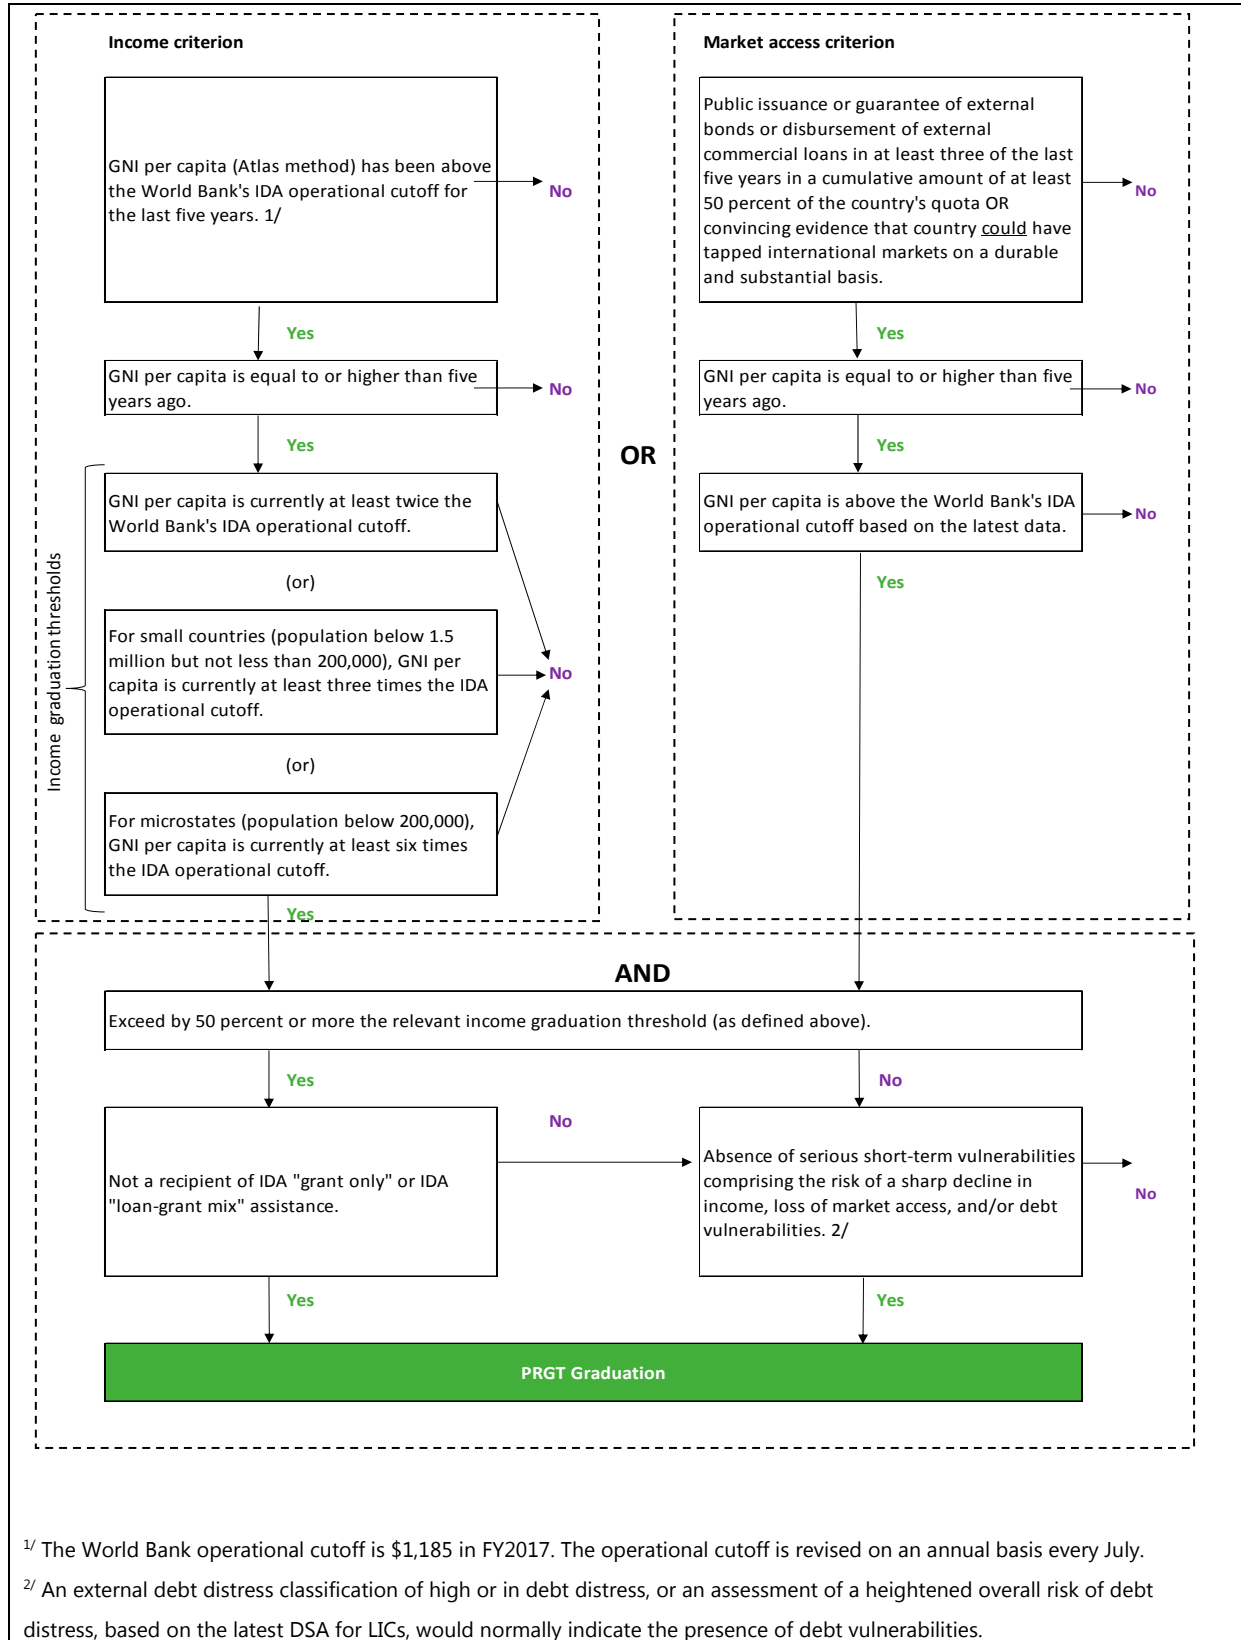 Income criterion
GNI per capita (Atlas method) has been above
the World Bank's IDA operational cutoff for
the last five years. 1/
No
Yes
GNI per capita is equal to or higher than five
years ago.
No
Yes
Income graduation thresholds
GNI per capita is currently at least twice the
World Bank's IDA operational cutoff.
(or)
For small countries (population below 1.5
million but not less than 200,000), GNI per
capita is currently at least three times the IDA
operational cutoff.
No
(or)
For microstates (population below 200,000),
GNI per capita is currently at least six times
the IDA operational cutoff.
Yes
OR
Market access criterion
Public issuance or guarantee of external
bonds or disbursement of external
commercial loans in at least three of the last
five years in a cumulative amount of at least
50 percent of the country's quota OR
convincing evidence that country could have
tapped international markets on a durable
and substantial basis.
No
Yes
GNI per capita is equal to or higher than five
years ago.
No
Yes
GNI per capita is above the World Bank's IDA
operational cutoff based on the latest data.
No
Yes
AND
Exceed by 50 percent or more the relevant income graduation threshold (as defined above).
Yes
No
Not a recipient of IDA "grant only" or IDA
"loan-grant mix" assistance.
No
Absence of serious short-term vulnerabilities
comprising the risk of a sharp decline in
income, loss of market access, and/or debt
vulnerabilities. 2/
No
Yes
Yes
PRGT Graduation
1/ The World Bank operational cutoff is $1,185 in FY2017. The operational cutoff is revised on an annual basis every July.
2/ An external debt distress classification of high or in debt distress, or an assessment of a heightened overall risk of debt
distress, based on the latest DSA for LICs, would normally indicate the presence of debt vulnerabilities.